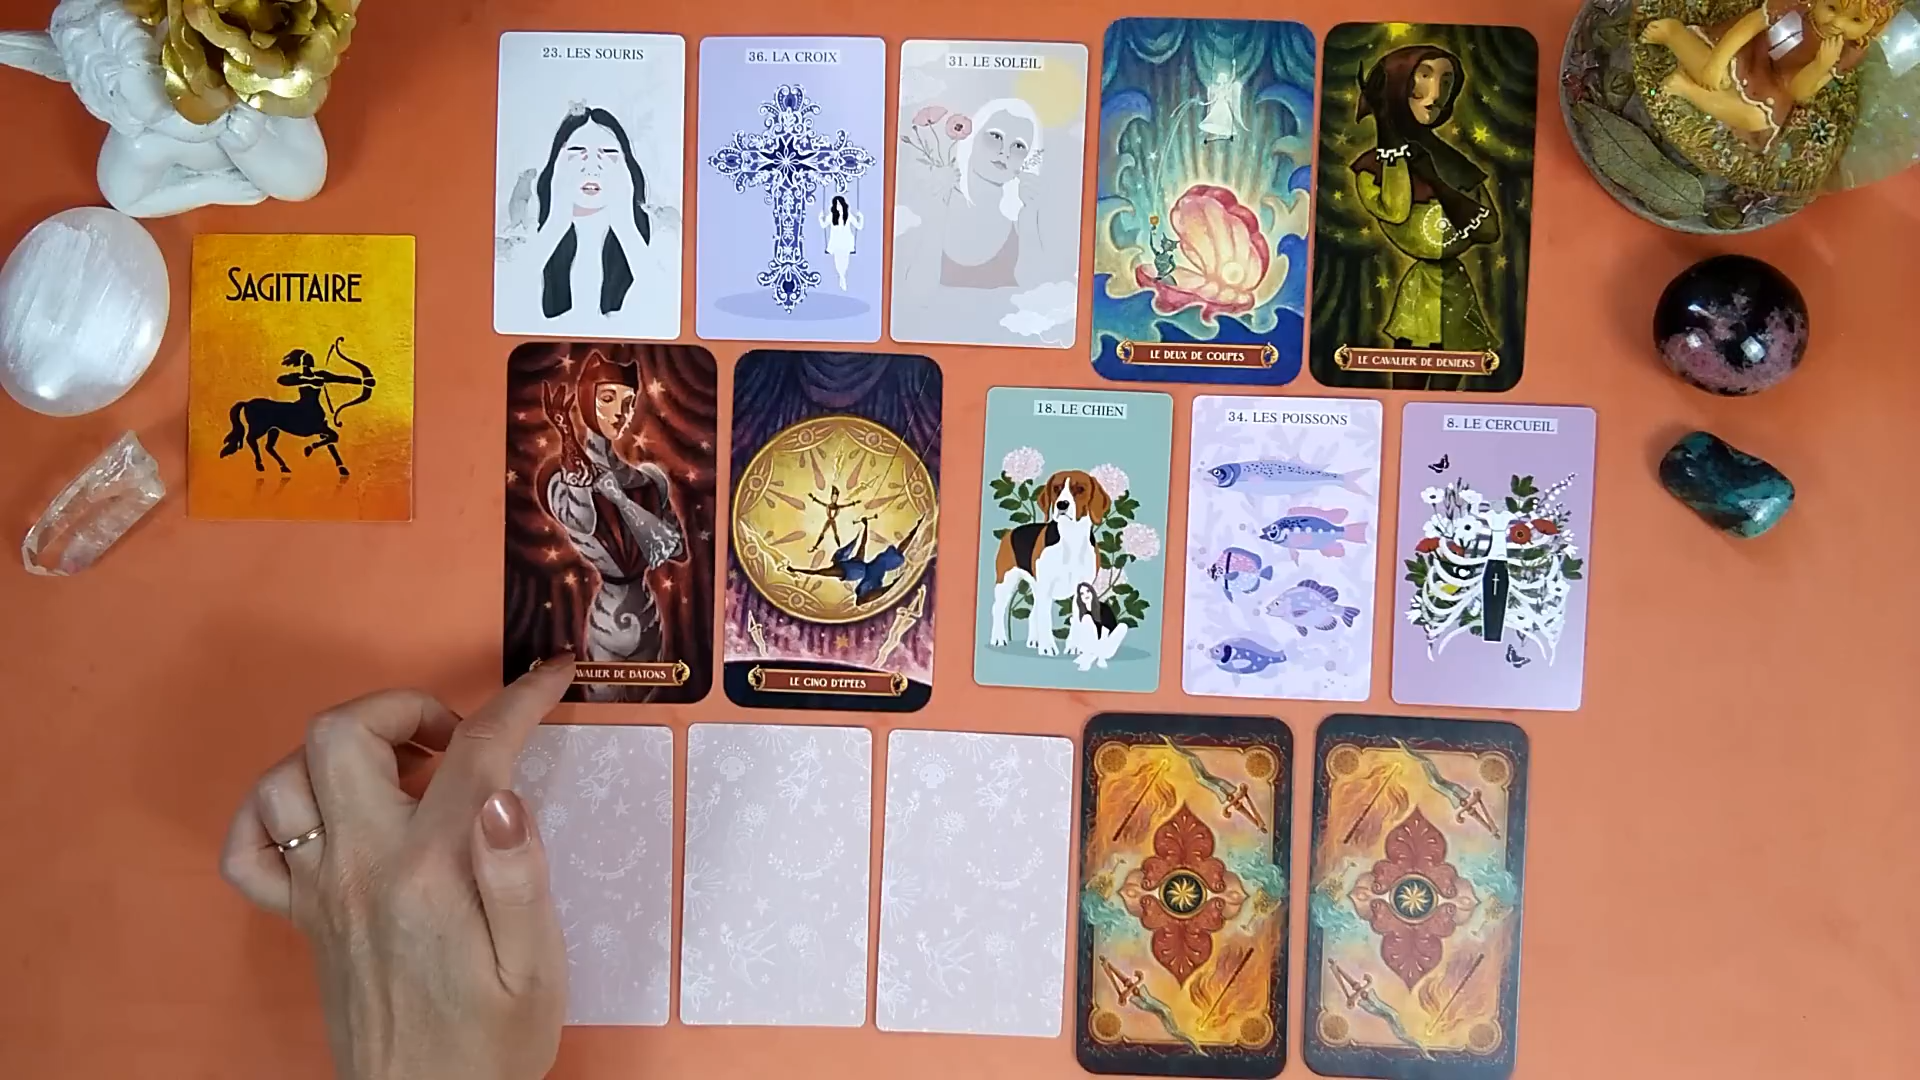 23. LES SOURIS
36. LA CROIX
31. LE SOLEIL
LE DEUX DE COUPES
LE CAVALIER DE DENIERS
SAGITTAIRE
VALIER DE BATONS
LE CINQ D'EPEES
18. LE CHIEN
34. LES POISSONS
8. LE CERCUEIL